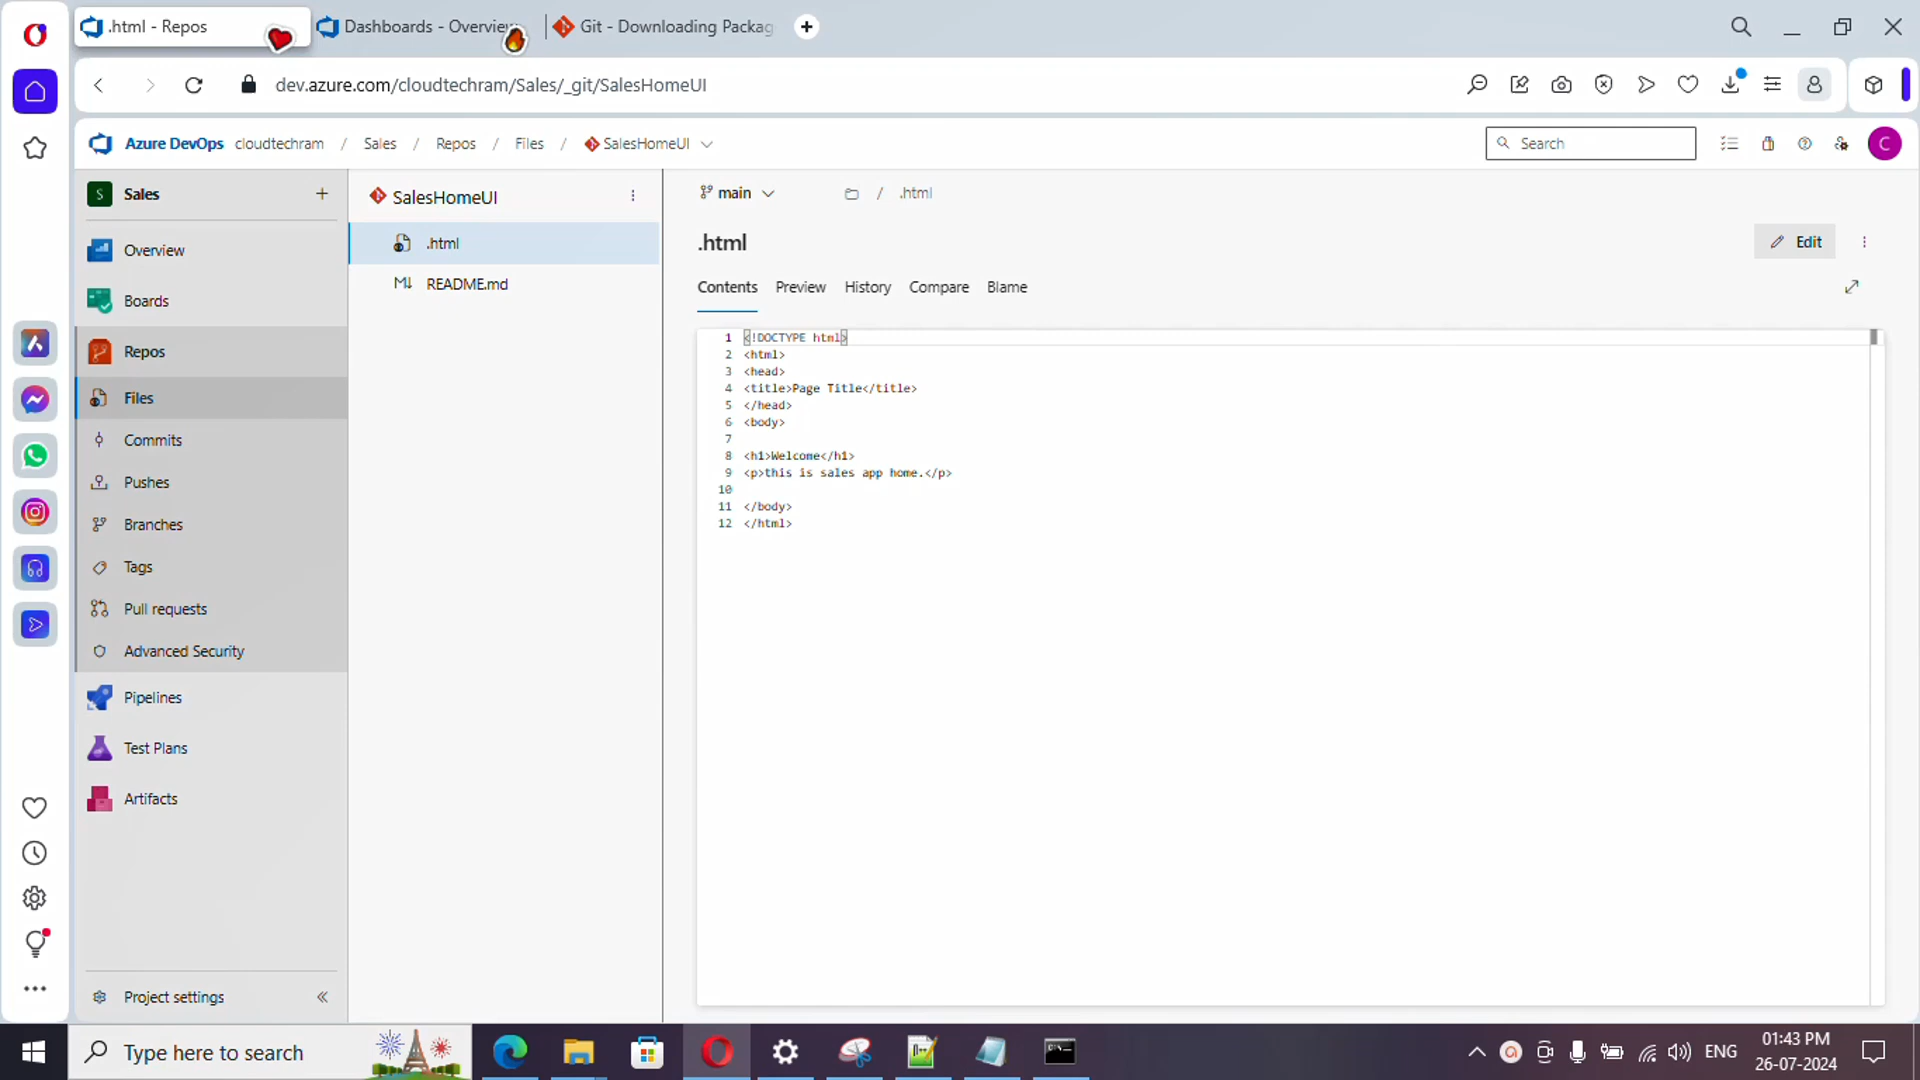 .html - Repos
Dashboards - Overview
Git - Downloading Packag
dev.azure.com/cloudtechram/Sales/_git/SalesHomeUI
Azure DevOps cloudtechram / Sales / Repos / Files / SalesHomeUI
Search
C
S Sales
Overview
Boards
Repos
Files
Commits
Pushes
Branches
Tags
Pull requests
Advanced Security
Pipelines
Test Plans
Artifacts
Project settings
SalesHomeUI
.html
README.md
main
/ .html
.html
Edit
Contents Preview History Compare Blame
1 <!DOCTYPE html>
2 <html>
3 <head>
4 <title>Page Title</title>
5 </head>
6 <body>
7
8 <h1>Welcome</h1>
9 <p>this is sales app home.</p>
10
11 </body>
12 </html>
Type here to search
ENG
01:43 PM
26-07-2024